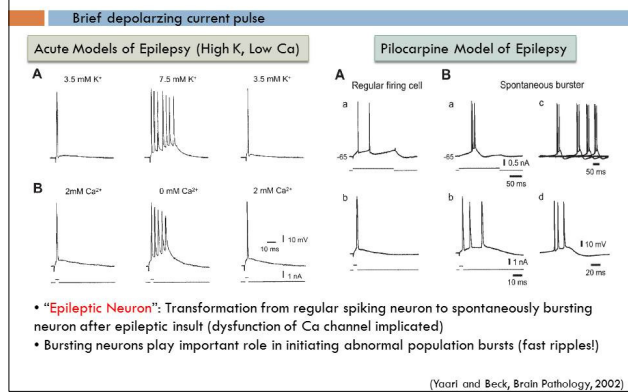 Brief depolarzing current pulse
Acute Models of Epilepsy (High K, Low Ca)
Pilocarpine Model of Epilepsy
A
3.5 mM K⁺
7.5 mM K⁺
3.5 mM K⁺
B
2mM Ca²⁺
0 mM Ca²⁺
2 mM Ca²⁺
10 ms
10 mV
1 nA
A
Regular firing cell
a
-65
b
B
Spontaneous burster
a
c
-65
0.5 nA
50 ms
50 ms
b
d
1 nA
10 ms
10 mV
20 ms
• "Epileptic Neuron": Transformation from regular spiking neuron to spontaneously bursting
neuron after epileptic insult (dysfunction of Ca channel implicated)
• Bursting neurons play important role in initiating abnormal population bursts (fast ripples!)
(Yaari and Beck, Brain Pathology, 2002)